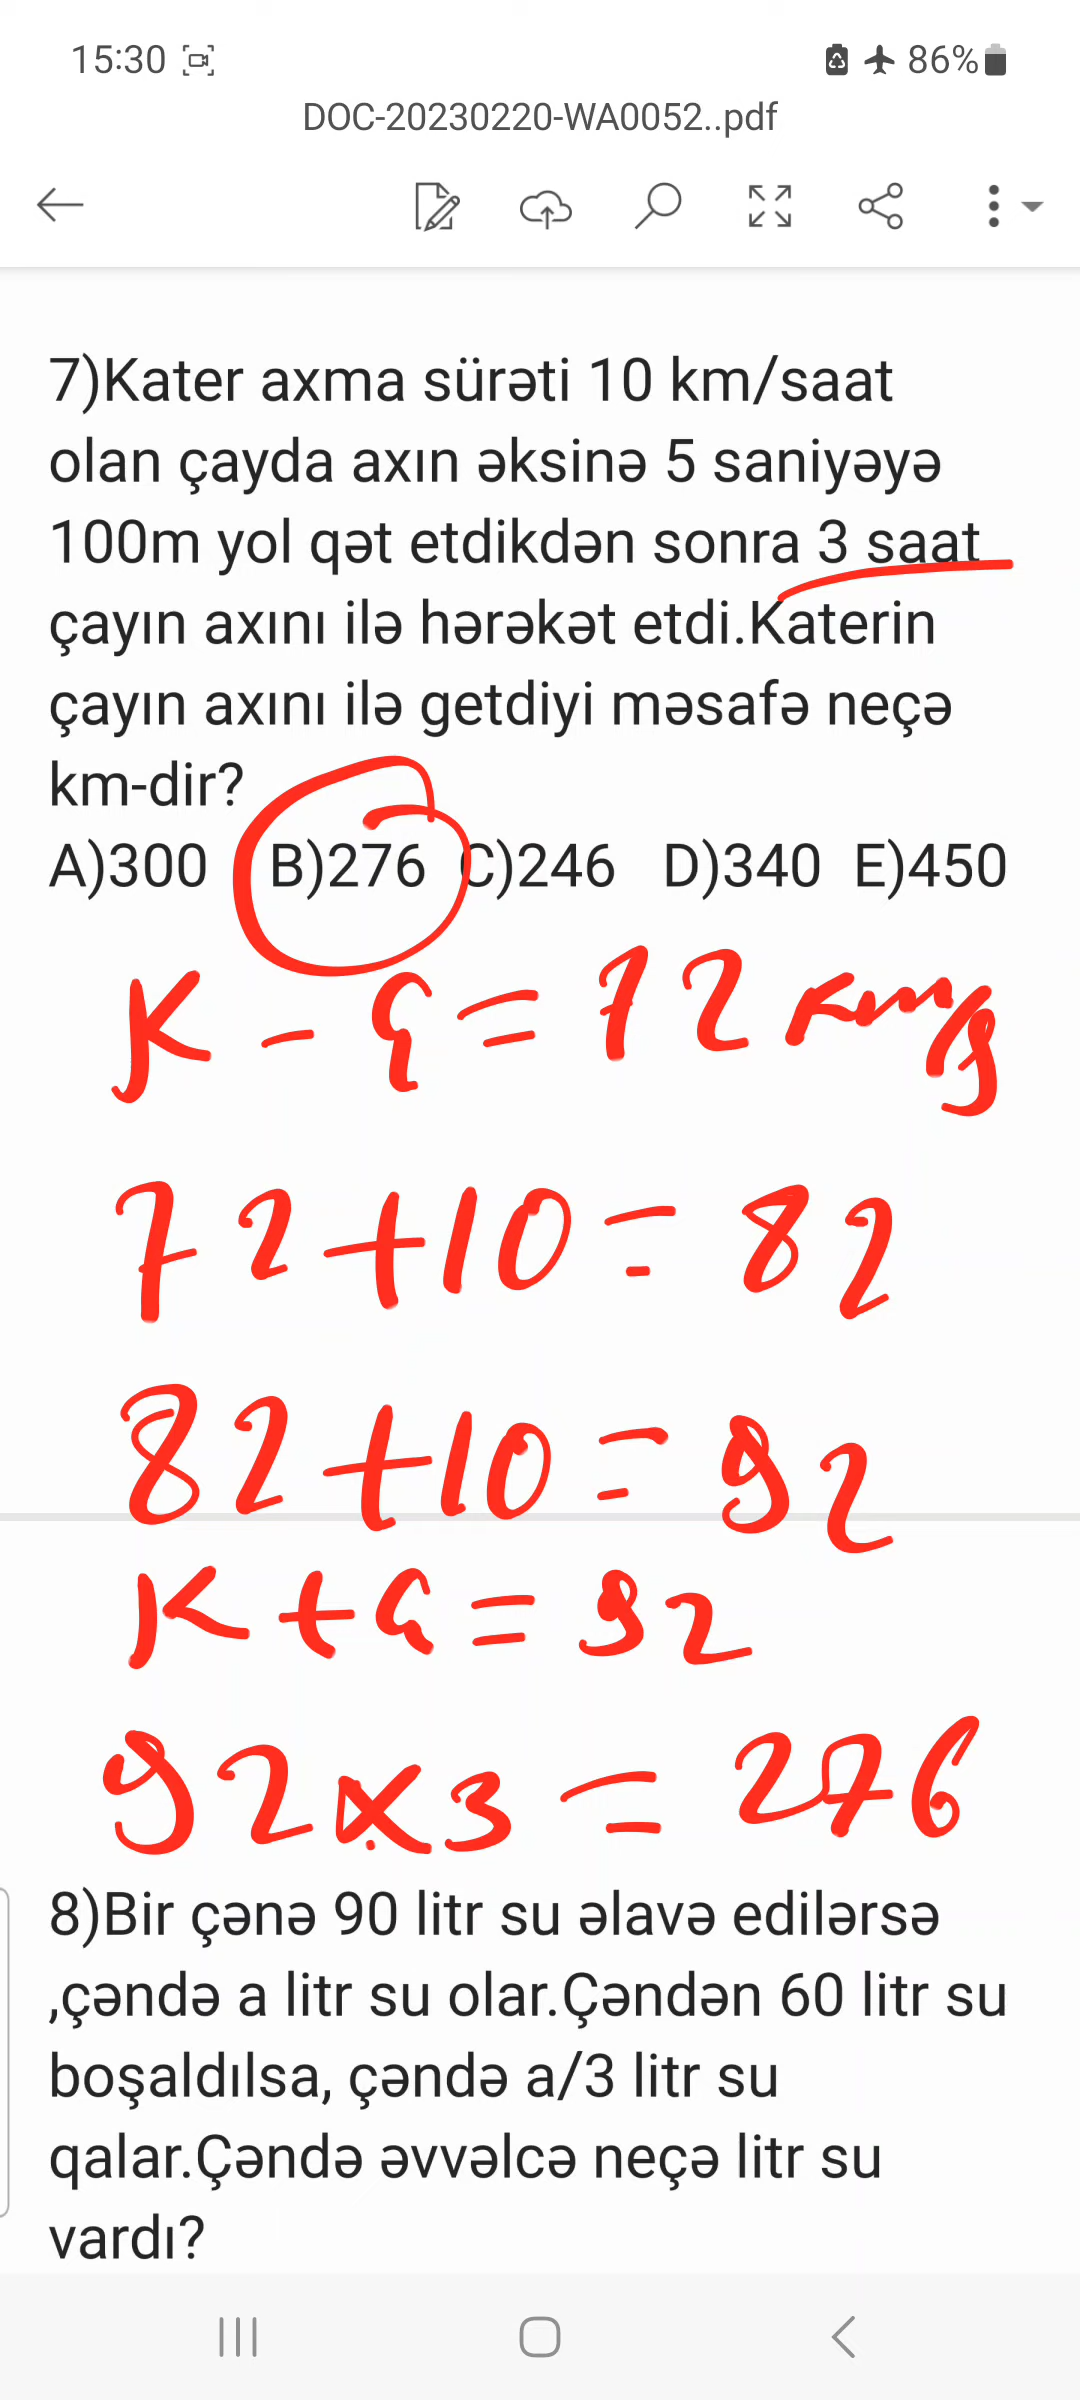 15:30 86%
DOC-20230220-WA0052..pdf
7)Kater axma sürəti 10 km/saat
olan çayda axın əksinə 5 saniyəyə
100m yol qət etdikdən sonra 3 saat
çayın axını ilə hərəkət etdi.Katerin
çayın axını ilə getdiyi məsafə neçə
km-dir?
A)300 B)276 C)246 D)340 E)450
K - ç = 72 km/s
72+10=82
82+10=92
K+ç=92
92x3=276
8)Bir çənə 90 litr su əlavə edilərsə
,çəndə a litr su olar.Çəndən 60 litr su
boşaldılsa, çəndə a/3 litr su
qalar.Çəndə əvvəlcə neçə litr su
vardı?